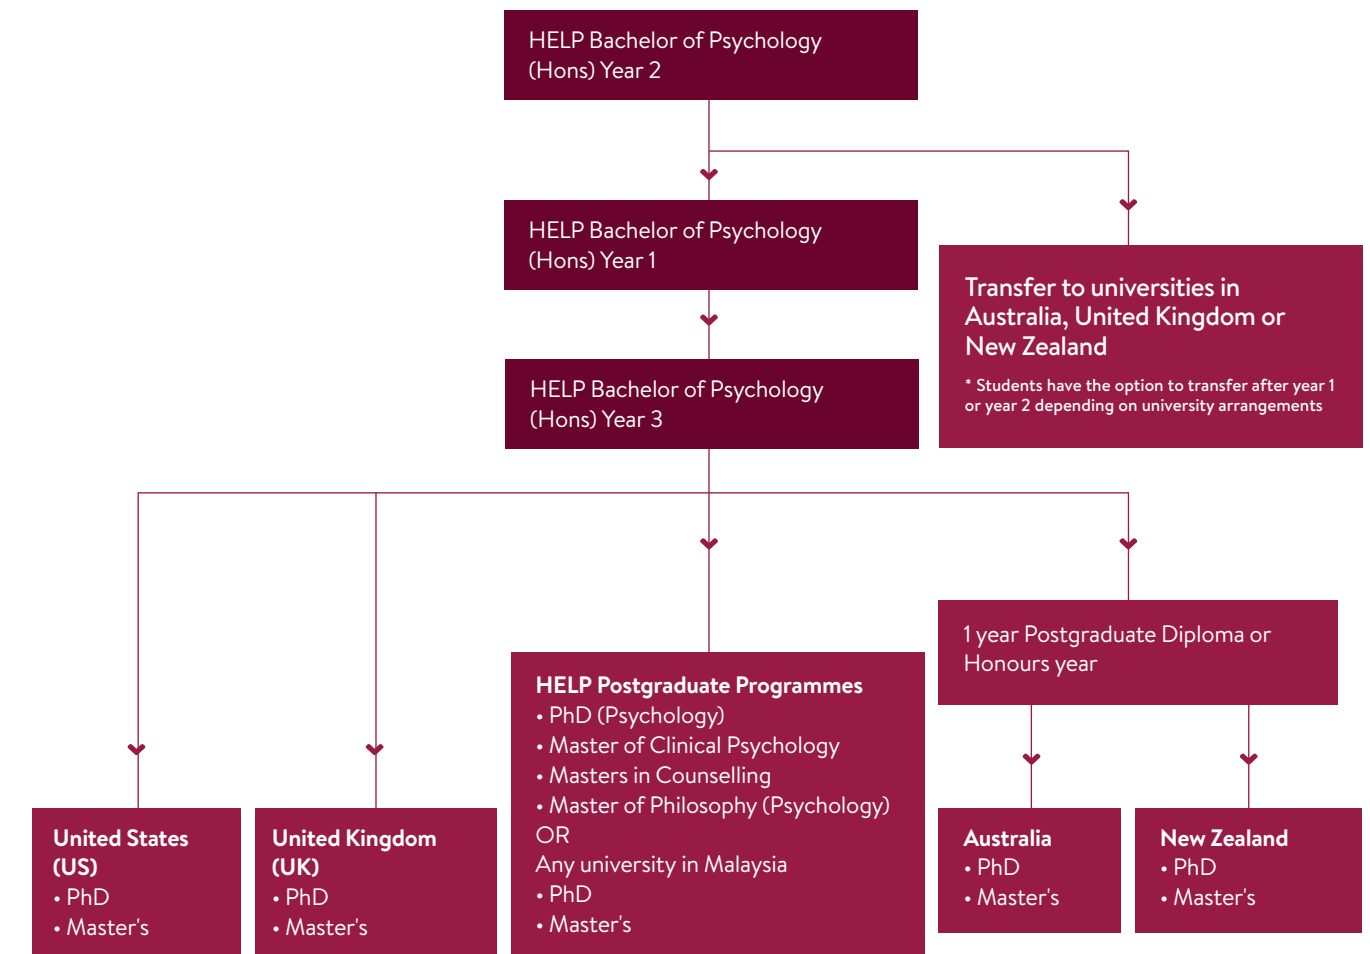 HELP Bachelor of Psychology
(Hons) Year 2
HELP Bachelor of Psychology
(Hons) Year 1
Transfer to universities in
Australia, United Kingdom or
New Zealand
* Students have the option to transfer after year 1
or year 2 depending on university arrangements
HELP Bachelor of Psychology
(Hons) Year 3
1 year Postgraduate Diploma or
Honours year
HELP Postgraduate Programmes
• PhD (Psychology)
• Master of Clinical Psychology
• Masters in Counselling
• Master of Philosophy (Psychology)
OR
Any university in Malaysia
• PhD
• Master's
United States
(US)
• PhD
• Master's
United Kingdom
(UK)
• PhD
• Master's
Australia
• PhD
• Master's
New Zealand
• PhD
• Master's